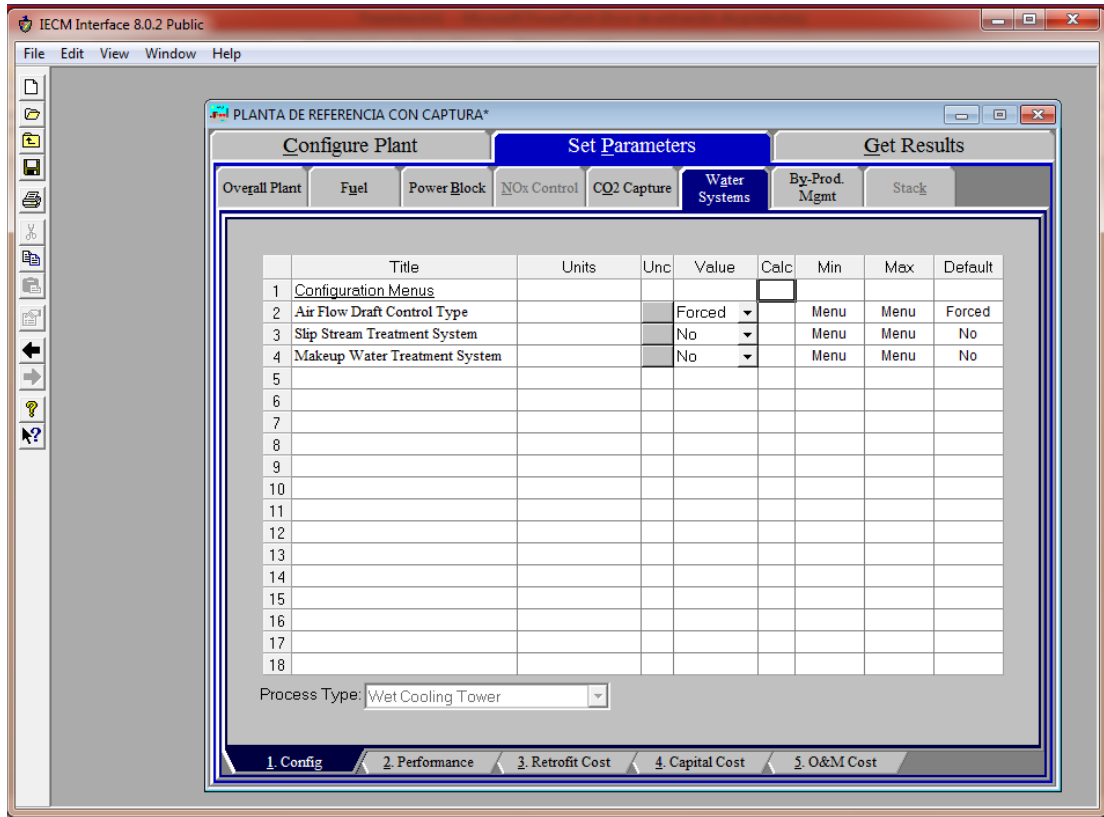 IECM Interface 8.0.2 Public
File Edit View Window Help
PLANTA DE REFERENCIA CON CAPTURA*
Configure Plant Set Parameters Get Results
Overall Plant Fuel Power Block NOx Control CO2 Capture Water Systems By-Prod. Mgmt Stack
Title Units Unc Value Calc Min Max Default
1 Configuration Menus
2 Air Flow Draft Control Type Forced Menu Menu Forced
3 Slip Stream Treatment System No Menu Menu No
4 Makeup Water Treatment System No Menu Menu No
5
6
7
8
9
10
11
12
13
14
15
16
17
18
Process Type: Wet Cooling Tower
1. Config 2. Performance 3. Retrofit Cost 4. Capital Cost 5. O&M Cost